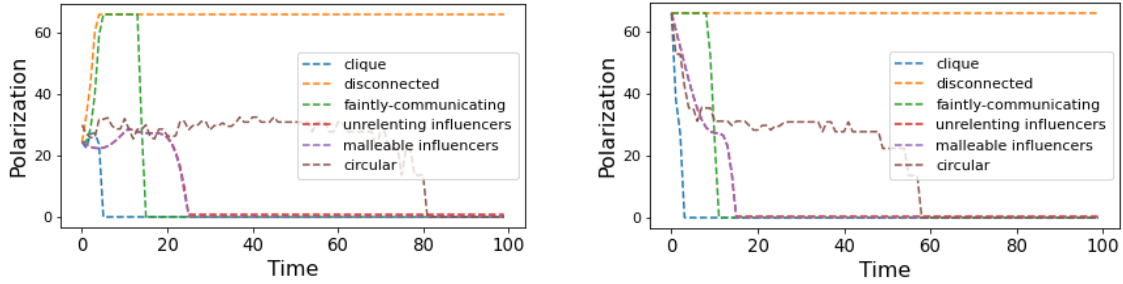 Polarization
60
40
20
0
0
20
40
60
80
100
Time
clique
disconnected
faintly-communicating
unrelenting influencers
malleable influencers
circular
Polarization
60
40
20
0
0
20
40
60
80
100
Time
clique
disconnected
faintly-communicating
unrelenting influencers
malleable influencers
circular